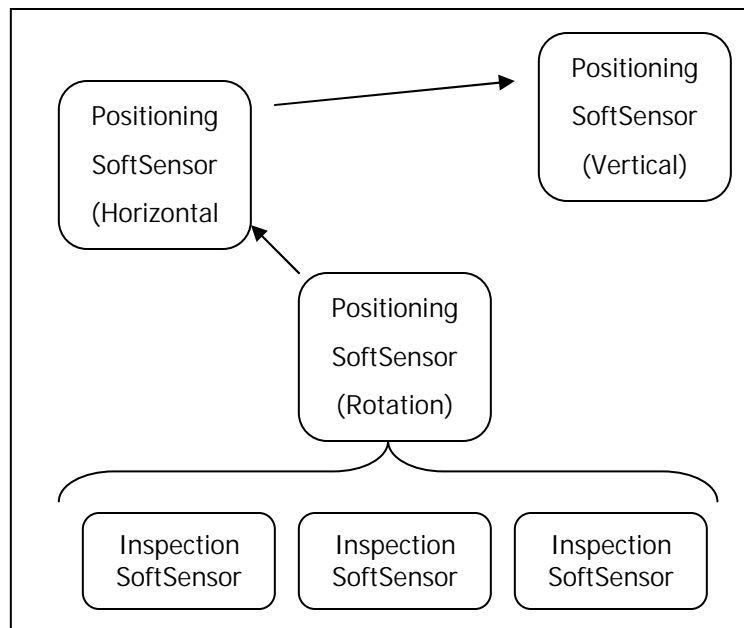 Positioning
SoftSensor
(Horizontal
Positioning
SoftSensor
(Vertical)
Positioning
SoftSensor
(Rotation)
Inspection
SoftSensor
Inspection
SoftSensor
Inspection
SoftSensor